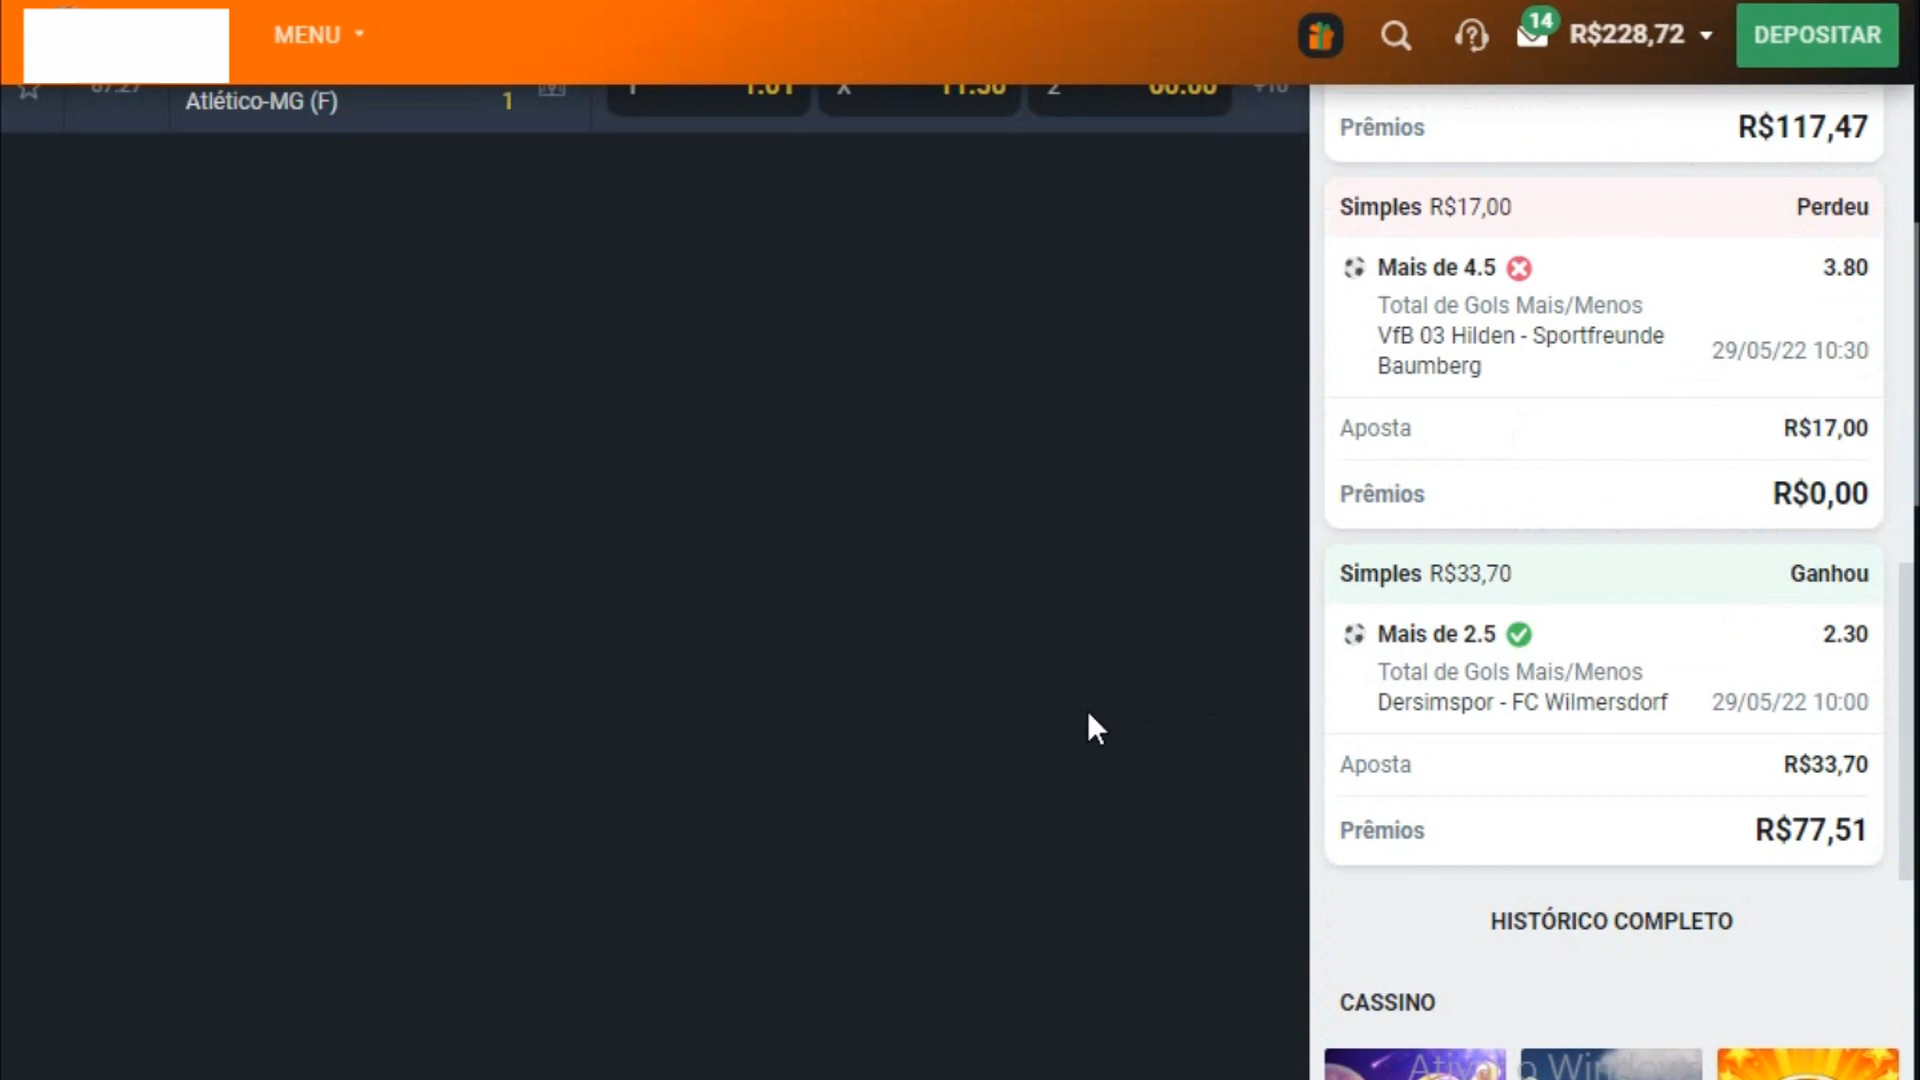 MENU
14
R$228,72
DEPOSITAR
Atlético-MG (F)
1
Prêmios
R$117,47
Simples R$17,00
Perdeu
Mais de 4.5
3.80
Total de Gols Mais/Menos
VfB 03 Hilden - Sportfreunde
Baumberg
29/05/22 10:30
Aposta
R$17,00
Prêmios
R$0,00
Simples R$33,70
Ganhou
Mais de 2.5
2.30
Total de Gols Mais/Menos
Dersimspor - FC Wilmersdorf
29/05/22 10:00
Aposta
R$33,70
Prêmios
R$77,51
HISTÓRICO COMPLETO
CASSINO